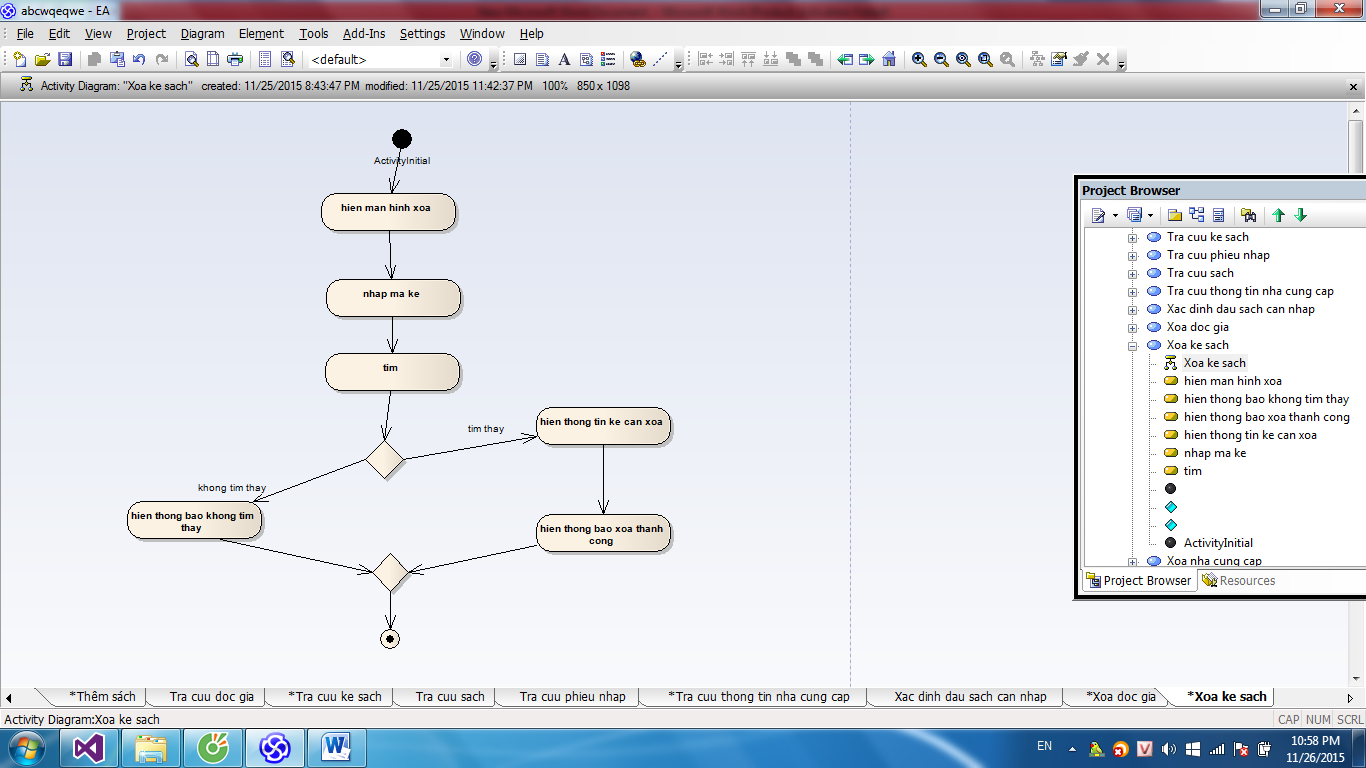 abcwqeqwe - EA
File Edit View Project Diagram Element Tools Add-Ins Settings Window Help
<default>
Activity Diagram: "Xoa ke sach" created: 11/25/2015 8:43:47 PM modified: 11/25/2015 11:42:37 PM 100% 850 x 1098
ActivityInitial
hien man hinh xoa
nhap ma ke
tim
tim thay
hien thong tin ke can xoa
khong tim thay
hien thong bao khong tim
thay
hien thong bao xoa thanh
cong
Project Browser
Tra cuu ke sach
Tra cuu phieu nhap
Tra cuu sach
Tra cuu thong tin nha cung cap
Xac dinh dau sach can nhap
Xoa doc gia
Xoa ke sach
Xoa ke sach
hien man hinh xoa
hien thong bao khong tim thay
hien thong bao xoa thanh cong
hien thong tin ke can xoa
nhap ma ke
tim
ActivityInitial
Xoa nha cung cap
Project Browser Resources
*Thêm sách Tra cuu doc gia *Tra cuu ke sach Tra cuu sach Tra cuu phieu nhap *Tra cuu thong tin nha cung cap Xac dinh dau sach can nhap *Xoa doc gia *Xoa ke sach
Activity Diagram:Xoa ke sach CAP NUM SCRL
EN
10:58 PM
11/26/2015